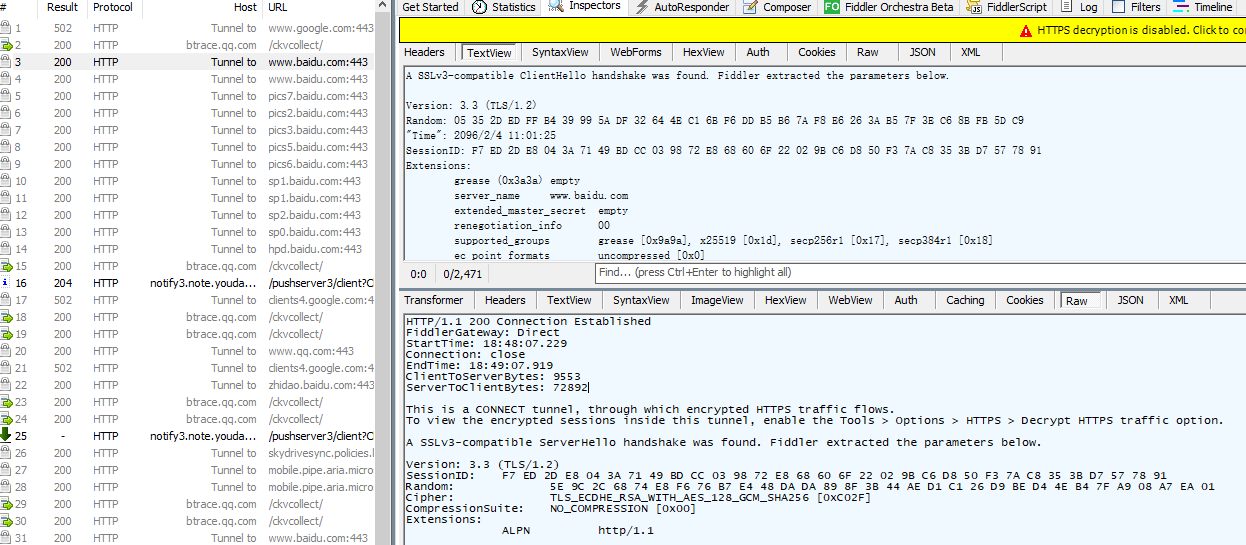 # Result Protocol Host URL
1 502 HTTP Tunnel to www.google.com:443
2 200 HTTP btrace.qq.com /ckvcollect/
3 200 HTTP Tunnel to www.baidu.com:443
4 200 HTTP Tunnel to www.baidu.com:443
5 200 HTTP Tunnel to pics7.baidu.com:443
6 200 HTTP Tunnel to pics2.baidu.com:443
7 200 HTTP Tunnel to pics3.baidu.com:443
8 200 HTTP Tunnel to pics5.baidu.com:443
9 200 HTTP Tunnel to pics6.baidu.com:443
10 200 HTTP Tunnel to sp1.baidu.com:443
11 200 HTTP Tunnel to sp1.baidu.com:443
12 200 HTTP Tunnel to sp2.baidu.com:443
13 200 HTTP Tunnel to sp0.baidu.com:443
14 200 HTTP Tunnel to hpd.baidu.com:443
15 200 HTTP btrace.qq.com /ckvcollect/
16 204 HTTP notify3.note.youda... /pushserver3/client?C
17 502 HTTP Tunnel to clients4.google.com:443
18 200 HTTP btrace.qq.com /ckvcollect/
19 200 HTTP btrace.qq.com /ckvcollect/
20 200 HTTP Tunnel to www.qq.com:443
21 502 HTTP Tunnel to clients4.google.com:443
22 200 HTTP Tunnel to zhidao.baidu.com:443
23 200 HTTP btrace.qq.com /ckvcollect/
24 200 HTTP btrace.qq.com /ckvcollect/
25 - HTTP notify3.note.youda... /pushserver3/client?C
26 200 HTTP Tunnel to skydrivesync.policies.l
27 200 HTTP Tunnel to mobile.pipe.aria.micro
28 200 HTTP Tunnel to mobile.pipe.aria.micro
29 200 HTTP btrace.qq.com /ckvcollect/
30 200 HTTP btrace.qq.com /ckvcollect/
31 200 HTTP Tunnel to www.baidu.com:443
Get Started Statistics Inspectors AutoResponder Composer FO Fiddler Orchestra Beta FiddlerScript Log Filters Timeline
HTTPS decryption is disabled. Click to con
Headers TextView SyntaxView WebForms HexView Auth Cookies Raw JSON XML
A SSLv3-compatible ClientHello handshake was found. Fiddler extracted the parameters below.
Version: 3.3 (TLS/1.2)
Random: 05 35 2D ED FF B4 39 99 5A DF 32 64 4E C1 6B F6 DD B5 B6 7A F8 E6 26 3A B5 7F 3E C6 8B FB 5D C9
"Time": 2096/2/4 11:01:25
SessionID: F7 ED 2D E8 04 3A 71 49 BD CC 03 98 72 E8 68 60 6F 22 02 9B C6 D8 50 F3 7A C8 35 3B D7 57 78 91
Extensions:
grease (0x3a3a) empty
server_name www.baidu.com
extended_master_secret empty
renegotiation_info 00
supported_groups grease [0x9a9a], x25519 [0x1d], secp256r1 [0x17], secp384r1 [0x18]
ec_point_formats uncompressed [0x0]
0:0 0/2,471 Find... (press Ctrl+Enter to highlight all)
Transformer Headers TextView SyntaxView ImageView HexView WebView Auth Caching Cookies Raw JSON XML
HTTP/1.1 200 Connection Established
FiddlerGateway: Direct
StartTime: 18:48:07.229
Connection: close
EndTime: 18:49:07.919
ClientToServerBytes: 9553
ServerToClientBytes: 72892
This is a CONNECT tunnel, through which encrypted HTTPS traffic flows.
To view the encrypted sessions inside this tunnel, enable the Tools > Options > HTTPS > Decrypt HTTPS traffic option.
A SSLv3-compatible ServerHello handshake was found. Fiddler extracted the parameters below.
Version: 3.3 (TLS/1.2)
SessionID: F7 ED 2D E8 04 3A 71 49 BD CC 03 98 72 E8 68 60 6F 22 02 9B C6 D8 50 F3 7A C8 35 3B D7 57 78 91
Random: 5E 9C 2C 68 74 E8 F6 76 B7 E4 48 DA DA 89 8F 3B 44 AE D1 C1 26 D9 BE D4 4E B4 7F A9 08 A7 EA 01
Cipher: TLS_ECDHE_RSA_WITH_AES_128_GCM_SHA256 [0xC02F]
CompressionSuite: NO_COMPRESSION [0x00]
Extensions:
ALPN http/1.1